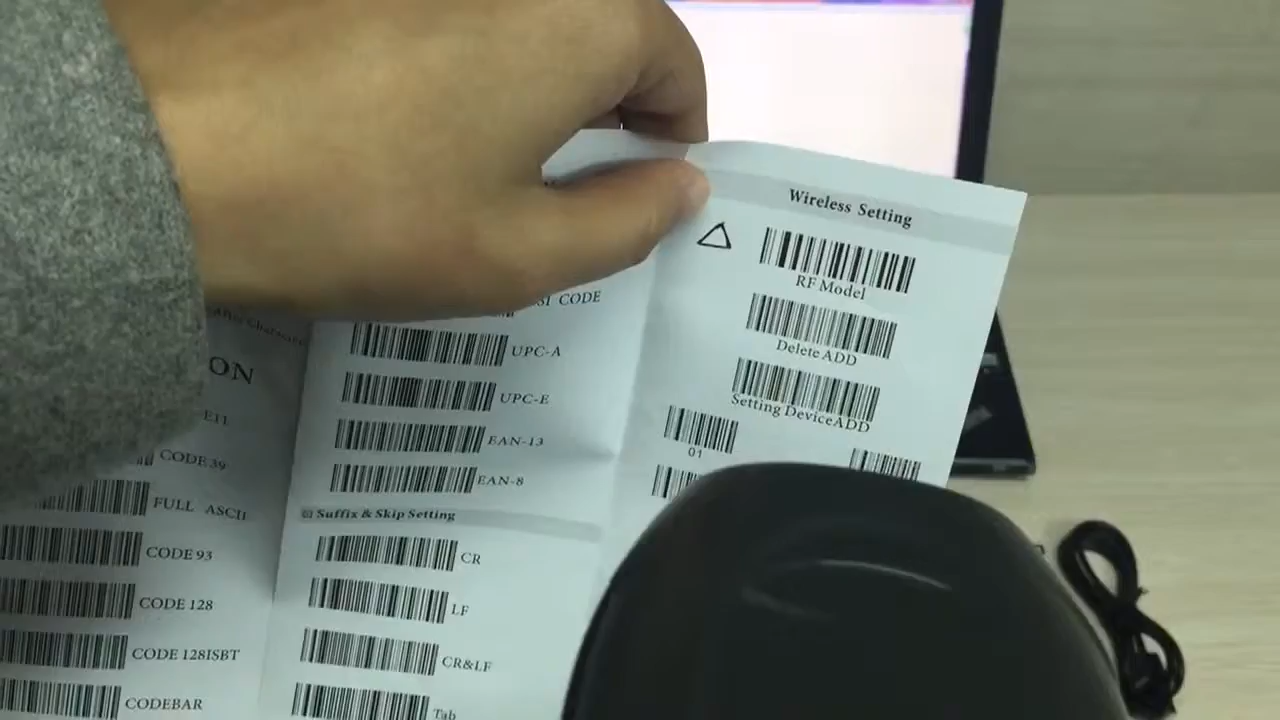 ON
E11
CODE 39
FULL ASCII
CODE 93
CODE 128
CODE 128ISBT
CODEBAR
CODE
UPC-A
UPC-E
EAN-13
EAN-8
Suffix & Skip Setting
CR
LF
CR&LF
Tab
Wireless Setting
RF Model
Delete ADD
Setting DeviceADD
01